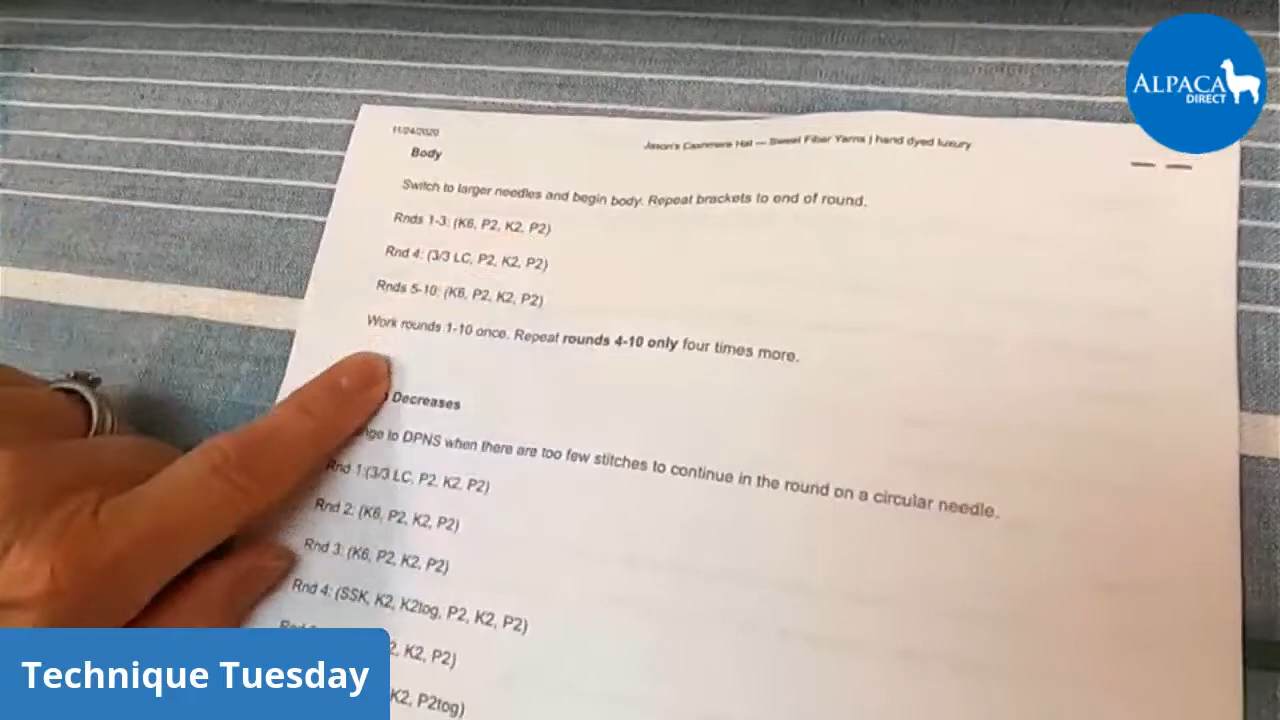 ALPACA
DIRECT
11/24/2020
Jason's Cashmere Hat — Sweet Fiber Yarns | hand dyed luxury
Body
Switch to larger needles and begin body. Repeat brackets to end of round.
Rnds 1-3: (K6, P2, K2, P2)
Rnd 4: (3/3 LC, P2, K2, P2)
Rnds 5-10: (K6, P2, K2, P2)
Work rounds 1-10 once. Repeat rounds 4-10 only four times more.
Decreases
to DPNS when there are too few stitches to continue in the round on a circular needle.
Rnd 1:(3/3 LC, P2, K2, P2)
Rnd 2: (K6, P2, K2, P2)
Rnd 3: (K6, P2, K2, P2)
Rnd 4: (SSK, K2, K2tog, P2, K2, P2)
K2, P2)
K2, P2tog)
Technique Tuesday